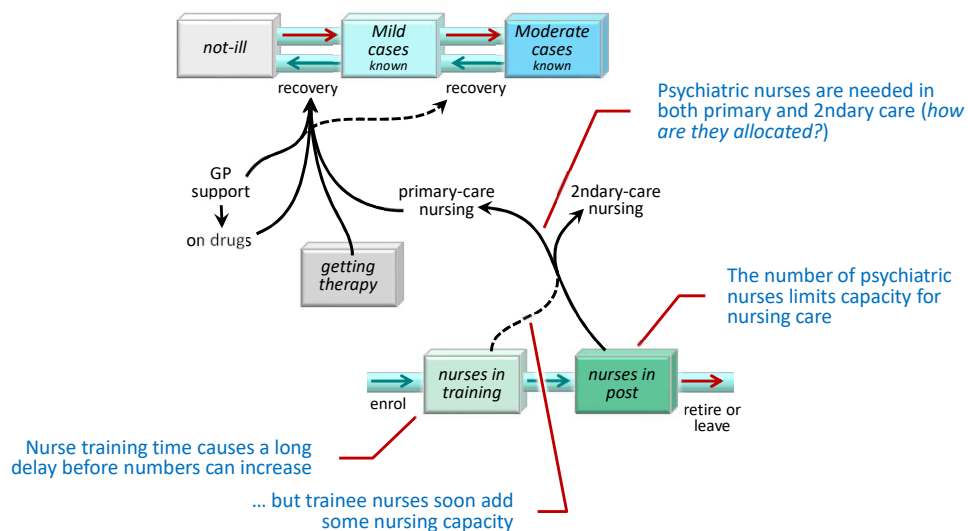 not-ill
Mild
cases
known
Moderate
cases
known
recovery
recovery
Psychiatric nurses are needed in
both primary and 2ndary care (how
are they allocated?)
GP
support
on drugs
primary-care
nursing
2ndary-care
nursing
getting
therapy
The number of psychiatric
nurses limits capacity for
nursing care
nurses in
training
nurses in
post
enrol
retire or
leave
Nurse training time causes a long
delay before numbers can increase
... but trainee nurses soon add
some nursing capacity